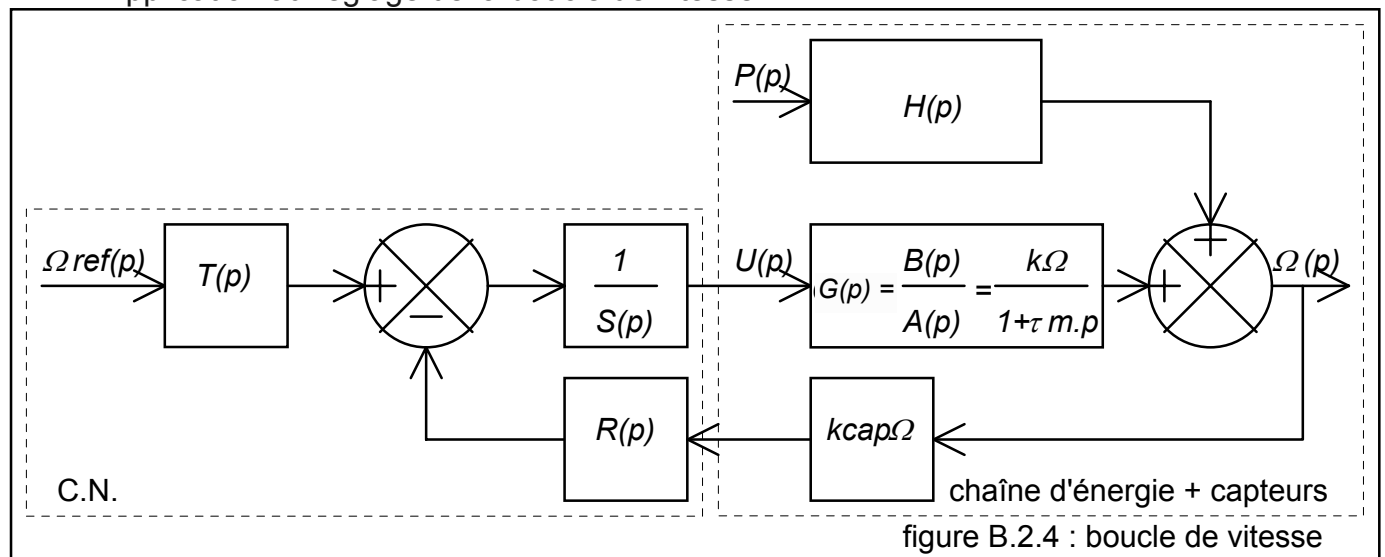 P(p)
H(p)
Ω ref(p)
T(p)
+
−
1
S(p)
U(p)
G(p) = B(p) / A(p) = kΩ / 1+τ m.p
+
+
Ω (p)
R(p)
kcapΩ
C.N.
chaîne d'énergie + capteurs
figure B.2.4 : boucle de vitesse